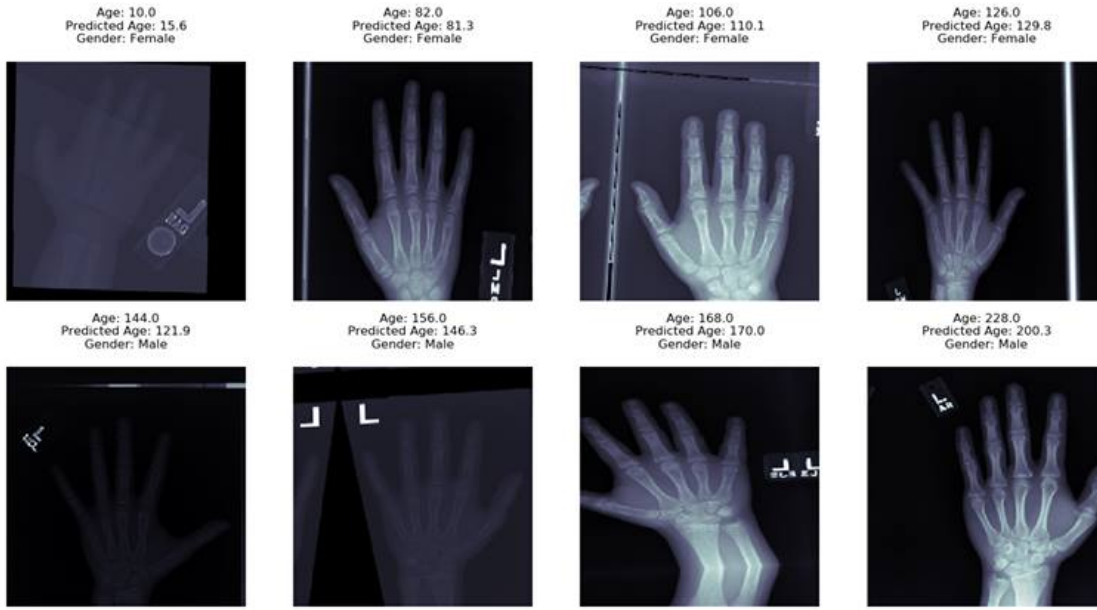 Age: 10.0
Predicted Age: 15.6
Gender: Female
Age: 82.0
Predicted Age: 81.3
Gender: Female
Age: 106.0
Predicted Age: 110.1
Gender: Female
Age: 126.0
Predicted Age: 129.8
Gender: Female
L
L
Age: 144.0
Predicted Age: 121.9
Gender: Male
Age: 156.0
Predicted Age: 146.3
Gender: Male
Age: 168.0
Predicted Age: 170.0
Gender: Male
Age: 228.0
Predicted Age: 200.3
Gender: Male
L
L
L
L
L
L
AR